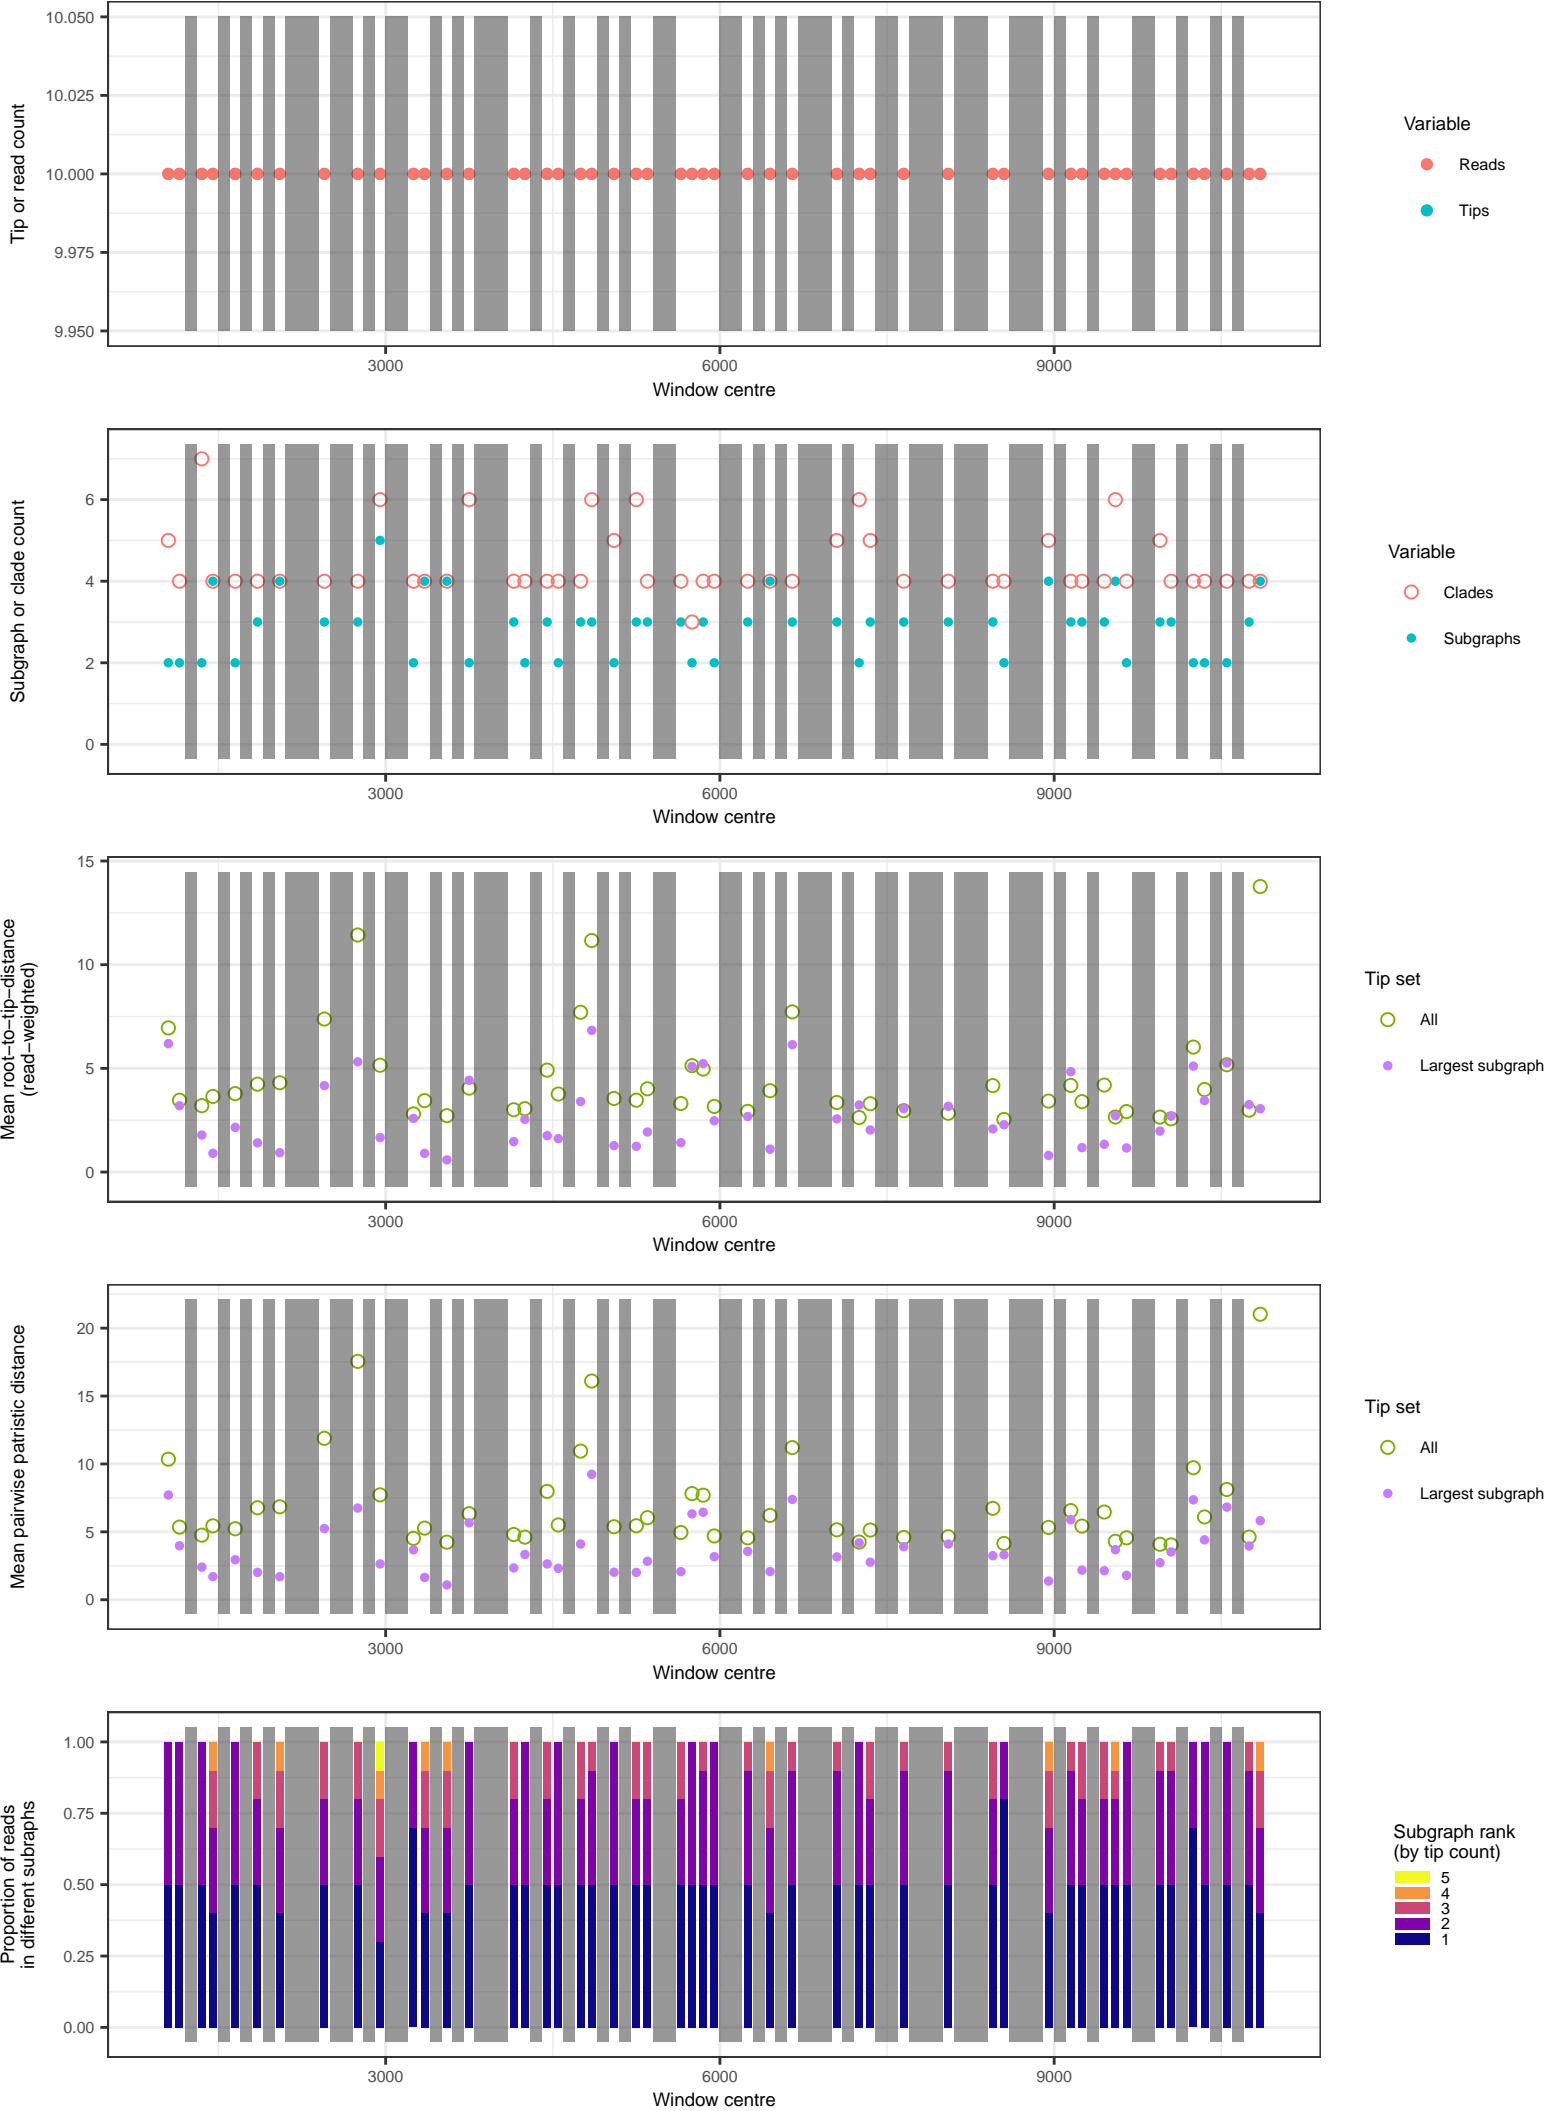 10.050
10.025
10.000
9.975
9.950
Tip or read count
3000
6000
9000
Window centre
Variable
Reads
Tips
6
4
2
0
Subgraph or clade count
3000
6000
9000
Window centre
Variable
Clades
Subgraphs
15
10
5
0
Mean root−to−tip−distance
(read−weighted)
3000
6000
9000
Window centre
Tip set
All
Largest subgraph
20
15
10
5
0
Mean pairwise patristic distance
3000
6000
9000
Window centre
Tip set
All
Largest subgraph
1.00
0.75
0.50
0.25
0.00
Proportion of reads
in different subraphs
3000
6000
9000
Window centre
Subgraph rank
(by tip count)
5
4
3
2
1